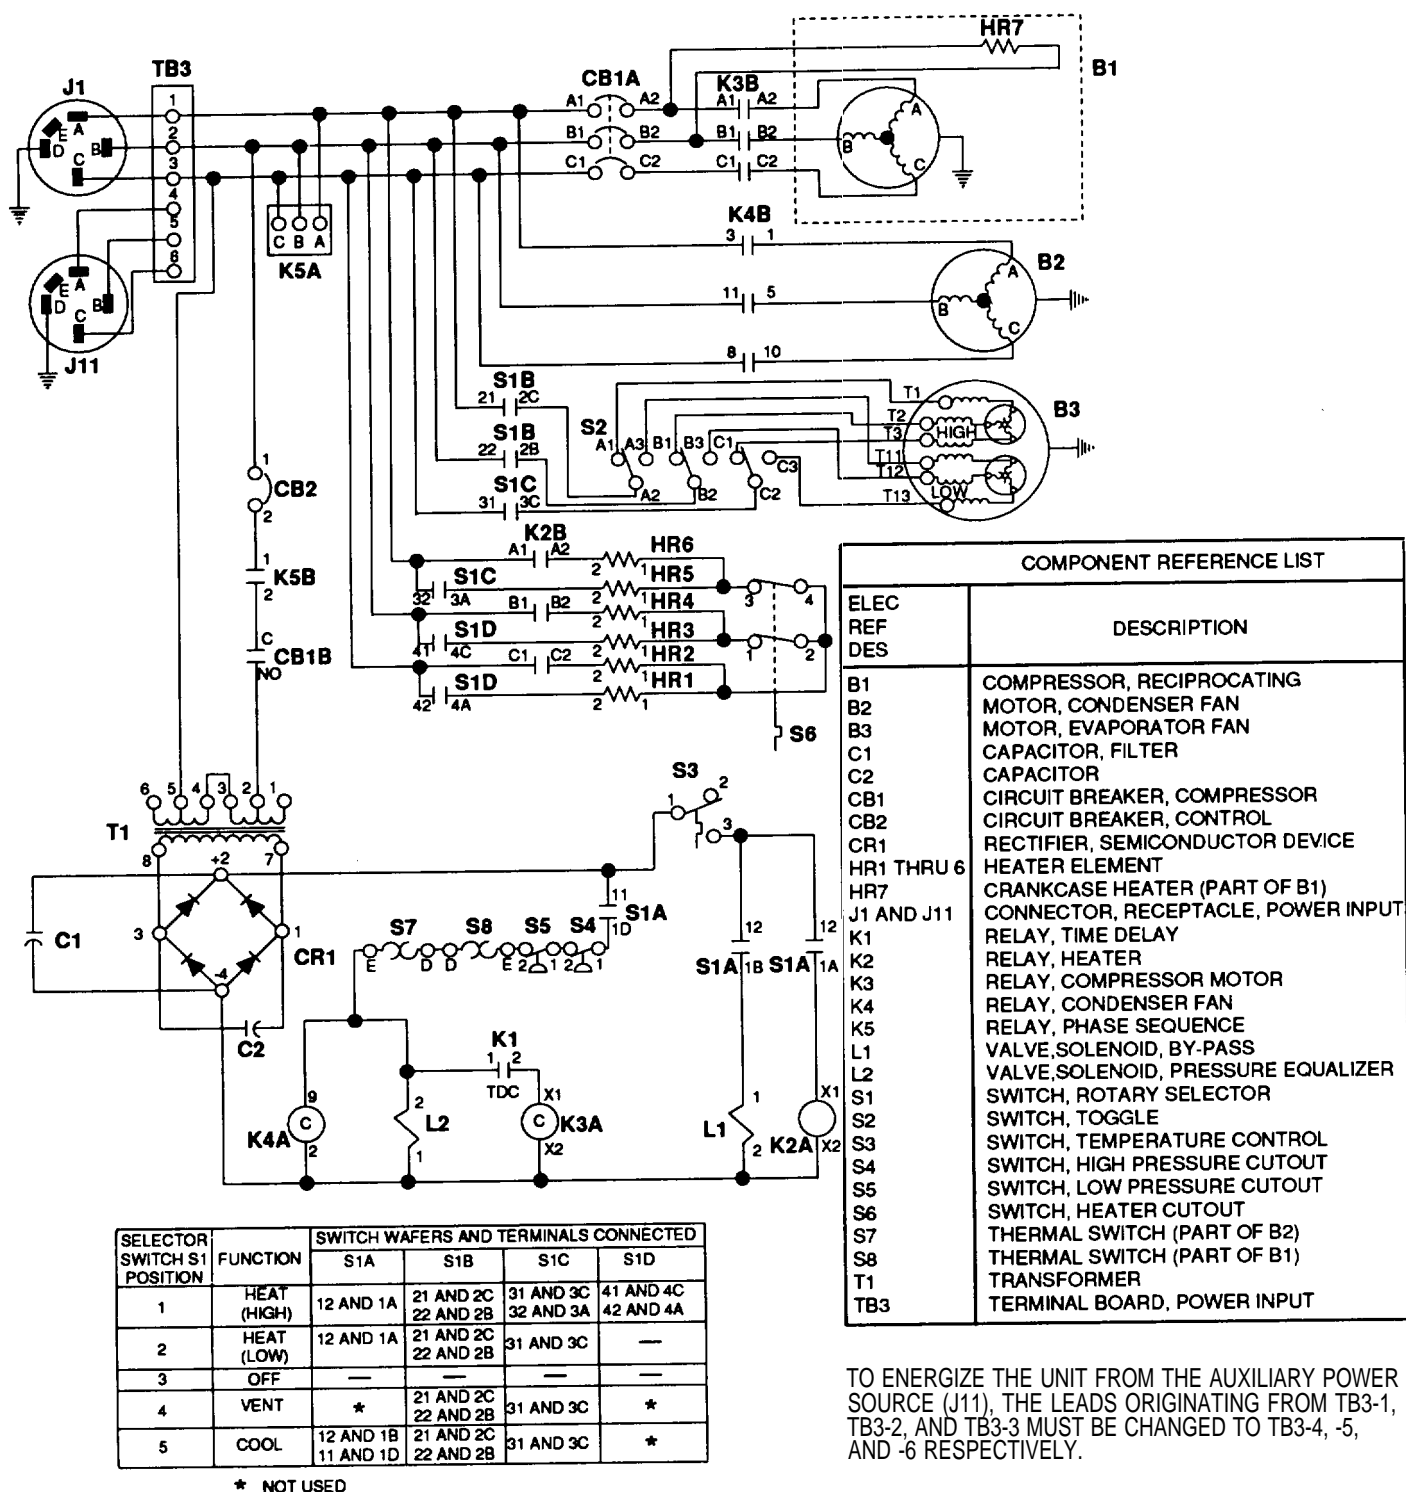 HR7
B1
J1
TB3
CB1A
K3B
A1 A2
A1 A2
B1 B2
B1 B2
C1 C2
C1 C2
1
2
3
4
5
6
E
A
D
B
C
A
B
C
K4B
3 1
11 5
8 10
B2
A
B
C
C B A
K5A
E
A
D
B
C
J11
S1B
21 2C
S1B
22 2B
S1C
31 3C
S2
A1 A3 B1 B3 C1 C3
A2 B2 C2
T1
T2
T3
T11
T12
T13
HIGH
LOW
B3
1
CB2
2
1
K5B
2
C
CB1B
NO
K2B
A1 A2
HR6
2 1
S1C
32 3A
HR5
2 1
B1 B2
HR4
2 1
S1D
41 4C
HR3
2 1
C1 C2
HR2
2 1
S1D
42 4A
HR1
2 1
3 4
1 2
S6
6 5 4 3 2 1
T1
8 7
+2
3 1
-4
C1
CR1
C2
S3
1 2
3
11
S1A
1D
S7 S8 S5 S4
E D D E 2 1 2 1
12
S1A 1B
12
S1A 1A
K1
1 2
TDC
9
C
K4A
2
2
L2
1
X1
C
K3A
X2
1
L1
2
X1
K2A X2
COMPONENT REFERENCE LIST
ELEC
REF
DES
DESCRIPTION
B1 COMPRESSOR, RECIPROCATING
B2 MOTOR, CONDENSER FAN
B3 MOTOR, EVAPORATOR FAN
C1 CAPACITOR, FILTER
C2 CAPACITOR
CB1 CIRCUIT BREAKER, COMPRESSOR
CB2 CIRCUIT BREAKER, CONTROL
CR1 RECTIFIER, SEMICONDUCTOR DEVICE
HR1 THRU 6 HEATER ELEMENT
HR7 CRANKCASE HEATER (PART OF B1)
J1 AND J11 CONNECTOR, RECEPTACLE, POWER INPUT
K1 RELAY, TIME DELAY
K2 RELAY, HEATER
K3 RELAY, COMPRESSOR MOTOR
K4 RELAY, CONDENSER FAN
K5 RELAY, PHASE SEQUENCE
L1 VALVE,SOLENOID, BY-PASS
L2 VALVE,SOLENOID, PRESSURE EQUALIZER
S1 SWITCH, ROTARY SELECTOR
S2 SWITCH, TOGGLE
S3 SWITCH, TEMPERATURE CONTROL
S4 SWITCH, HIGH PRESSURE CUTOUT
S5 SWITCH, LOW PRESSURE CUTOUT
S6 SWITCH, HEATER CUTOUT
S7 THERMAL SWITCH (PART OF B2)
S8 THERMAL SWITCH (PART OF B1)
T1 TRANSFORMER
TB3 TERMINAL BOARD, POWER INPUT
SELECTOR
SWITCH S1
POSITION
FUNCTION
SWITCH WAFERS AND TERMINALS CONNECTED
S1A S1B S1C S1D
1 HEAT (HIGH) 12 AND 1A 21 AND 2C 31 AND 3C 41 AND 4C
22 AND 2B 32 AND 3A 42 AND 4A
2 HEAT (LOW) 12 AND 1A 21 AND 2C 31 AND 3C —
22 AND 2B
3 OFF — — — —
4 VENT * 21 AND 2C 31 AND 3C *
22 AND 2B
5 COOL 12 AND 1B 21 AND 2C 31 AND 3C *
11 AND 1D 22 AND 2B
* NOT USED
TO ENERGIZE THE UNIT FROM THE AUXILIARY POWER
SOURCE (J11), THE LEADS ORIGINATING FROM TB3-1,
TB3-2, AND TB3-3 MUST BE CHANGED TO TB3-4, -5,
AND -6 RESPECTIVELY.